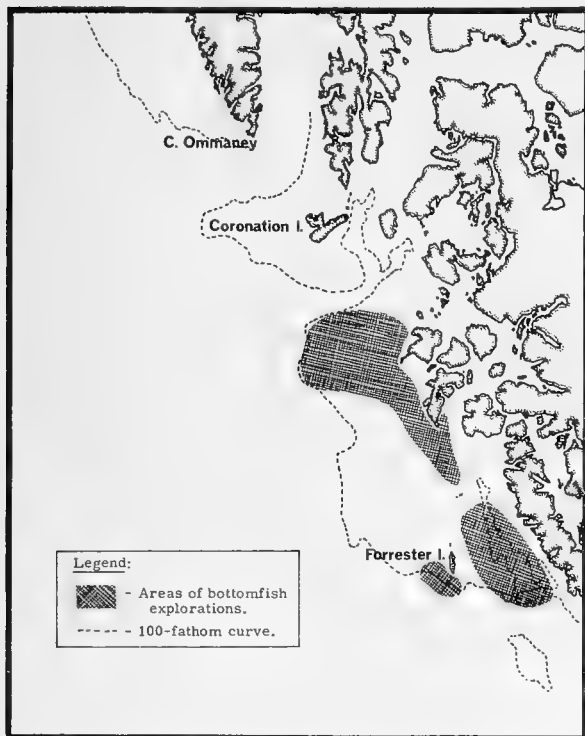 C. Ommaney
Coronation I.
Forrester I.
Legend:
- Areas of bottomfish
explorations.
- 100-fathom curve.